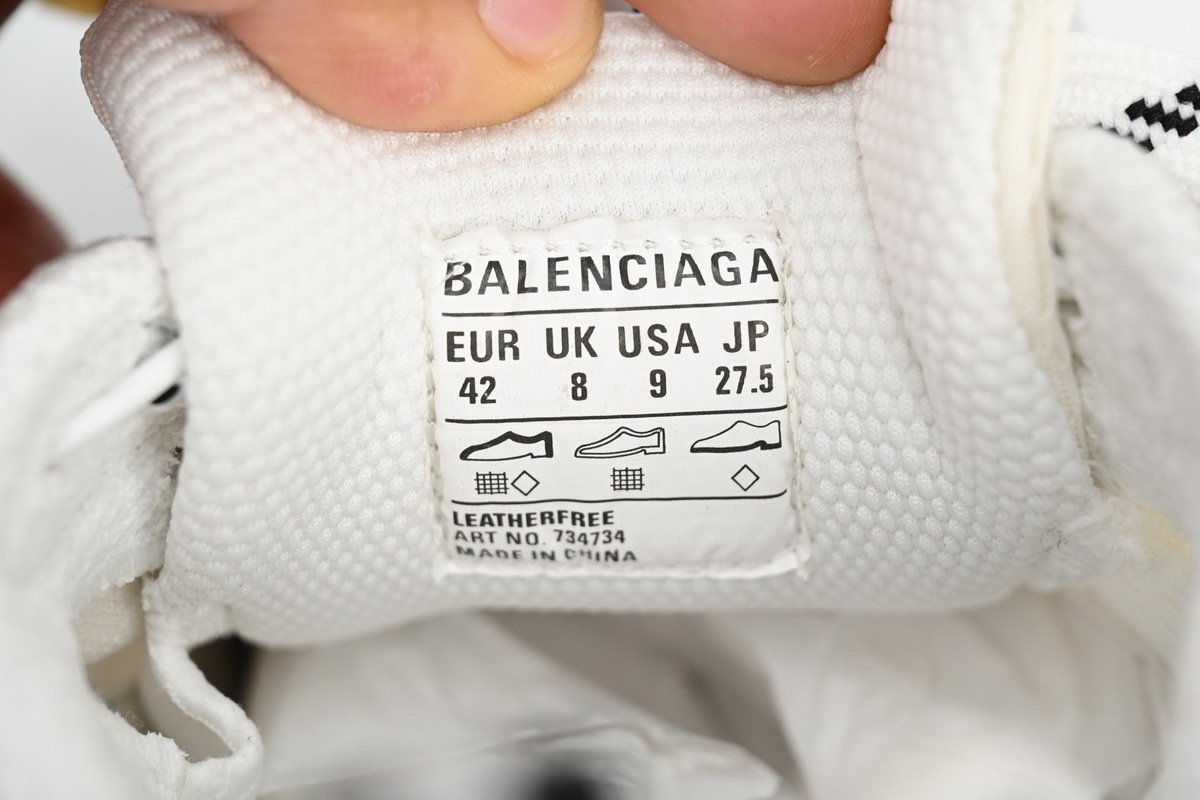 BALENCIAGA
EUR UK USA JP
42 8 9 27.5
LEATHERFREE
ART NO. 734734
MADE IN CHINA